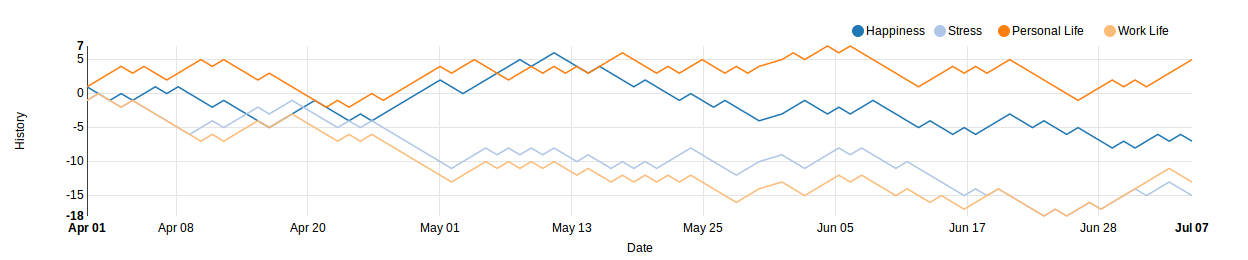 Happiness Stress Personal Life Work Life
7
5
0
-5
-10
-15
-18
History
Apr 01 Apr 08 Apr 20 May 01 May 13 May 25 Jun 05 Jun 17 Jun 28 Jul 07
Date